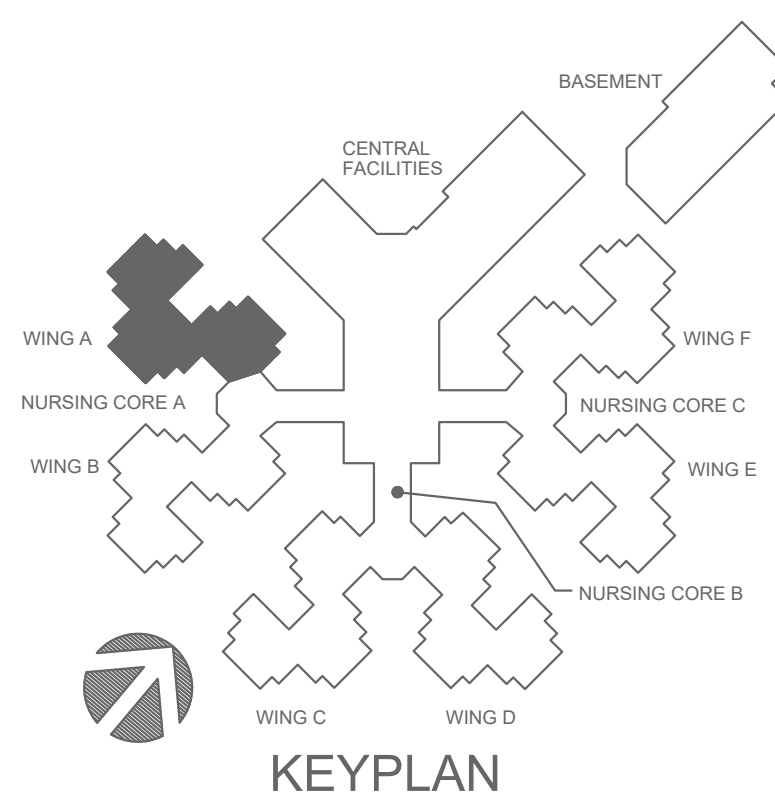 BASEMENT
CENTRAL
FACILITIES
WING A
WING F
NURSING CORE A
NURSING CORE C
WING B
WING E
NURSING CORE B
WING C
WING D
KEYPLAN